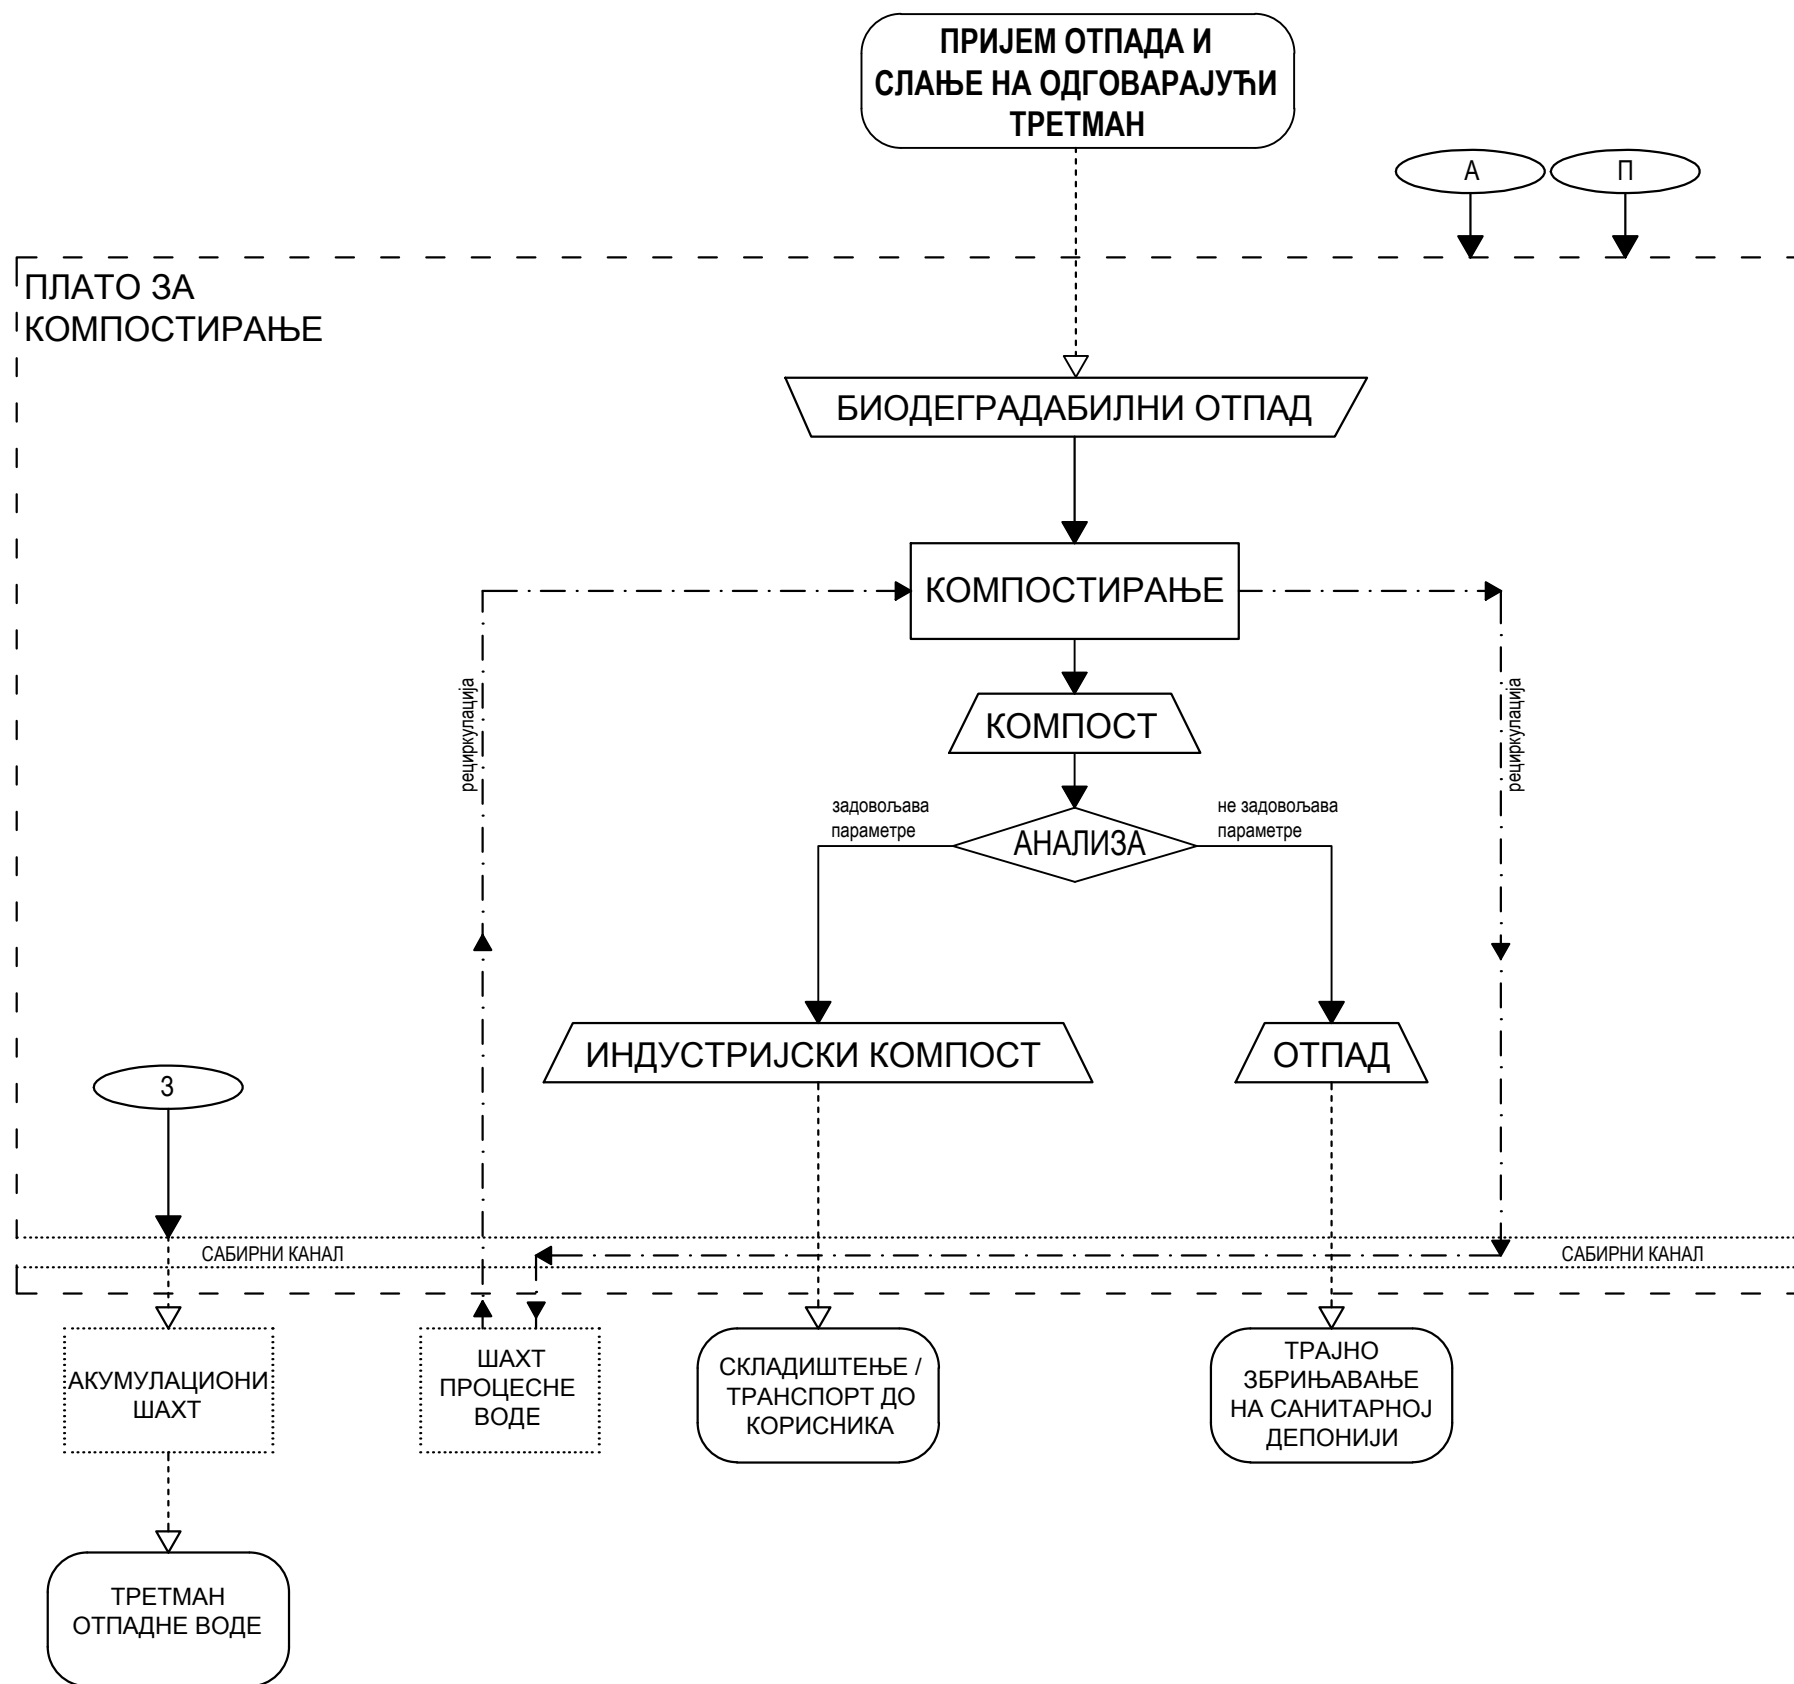 ПРИЈЕМ ОТПАДА И
СЛАЊЕ НА ОДГОВАРАЈУЋИ
ТРЕТМАН
А
П
ПЛАТО ЗА
КОМПОСТИРАЊЕ
БИОДЕГРАДАБИЛНИ ОТПАД
КОМПОСТИРАЊЕ
рециркулација
рециркулација
КОМПОСТ
задовољава
параметре
не задовољава
параметре
АНАЛИЗА
ИНДУСТРИЈСКИ КОМПОСТ
ОТПАД
З
САБИРНИ КАНАЛ
САБИРНИ КАНАЛ
АКУМУЛАЦИОНИ
ШАХТ
ШАХТ
ПРОЦЕСНЕ
ВОДЕ
СКЛАДИШТЕЊЕ /
ТРАНСПОРТ ДО
КОРИСНИКА
ТРАЈНО
ЗБРИЊАВАЊЕ
НА САНИТАРНОЈ
ДЕПОНИЈИ
ТРЕТМАН
ОТПАДНЕ ВОДЕ